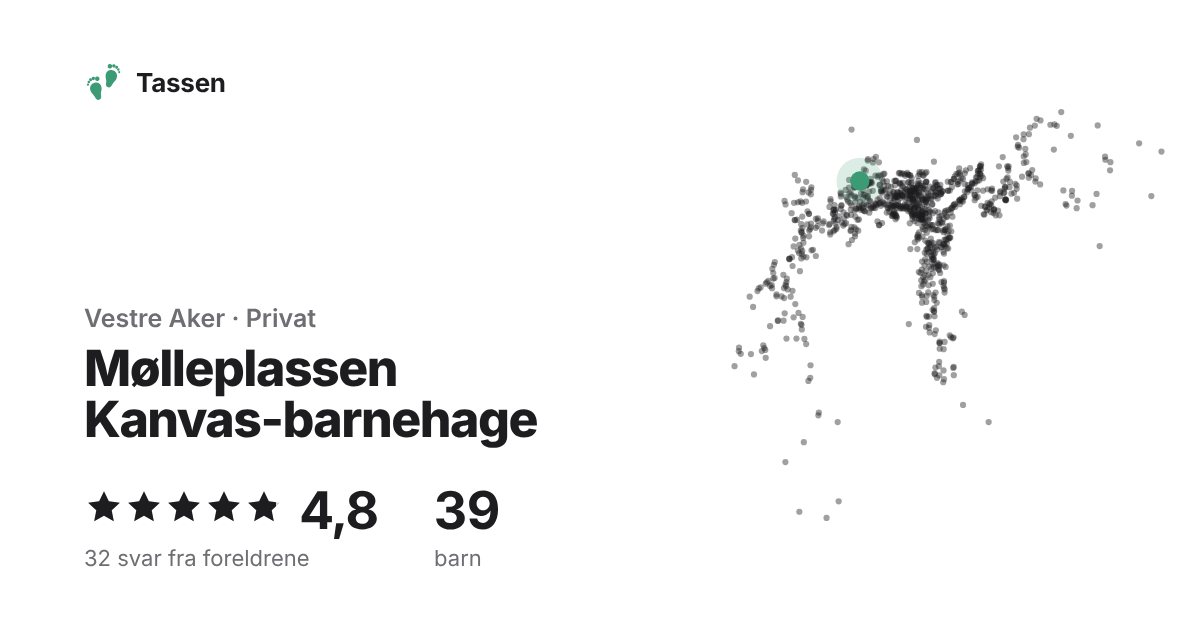 Tassen
Vestre Aker · Privat
Mølleplassen
Kanvas-barnehage
4,8
39
32 svar fra foreldrene
barn